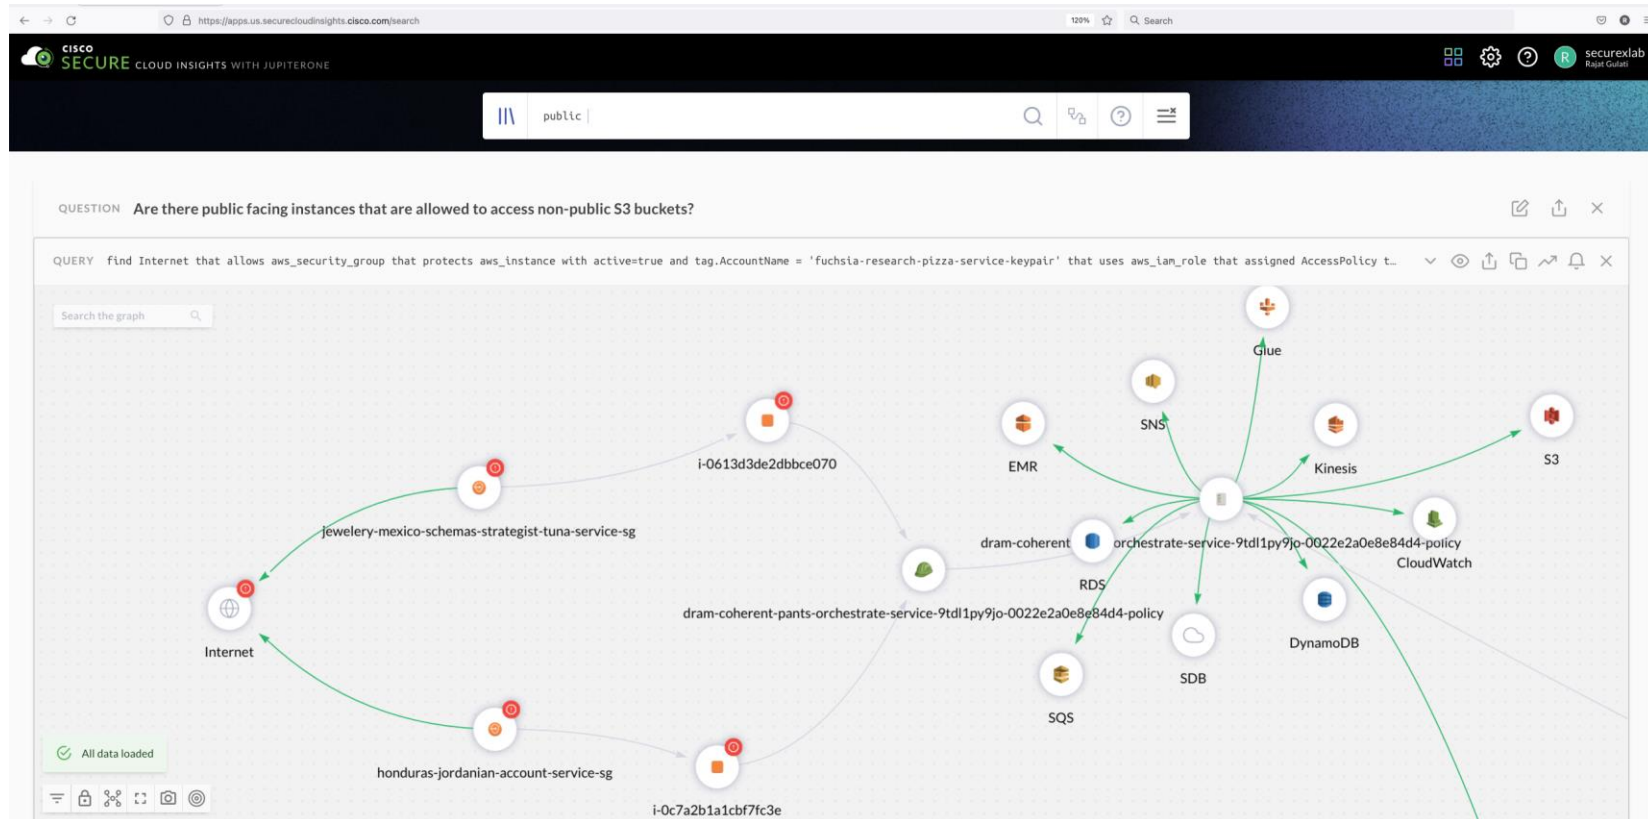 https://apps.us.securecloudinsights.cisco.com/search
120%
Search
CISCO
SECURE CLOUD INSIGHTS WITH JUPITERONE
R
securexlab
Rajat Gulati
public
QUESTION Are there public facing instances that are allowed to access non-public S3 buckets?
QUERY find Internet that allows aws_security_group that protects aws_instance with active=true and tag.AccountName = 'fuchsia-research-pizza-service-keypair' that uses aws_iam_role that assigned AccessPolicy t…
Search the graph
Glue
SNS
EMR
Kinesis
S3
i-0613d3de2dbbce070
jewelery-mexico-schemas-strategist-tuna-service-sg
dram-coherent orchestrate-service-9tdl1py9jo-0022e2a0e8e84d4-policy
CloudWatch
RDS
dram-coherent-pants-orchestrate-service-9tdl1py9jo-0022e2a0e8e84d4-policy
DynamoDB
Internet
SDB
SQS
All data loaded
honduras-jordanian-account-service-sg
i-0c7a2b1a1cbf7fc3e